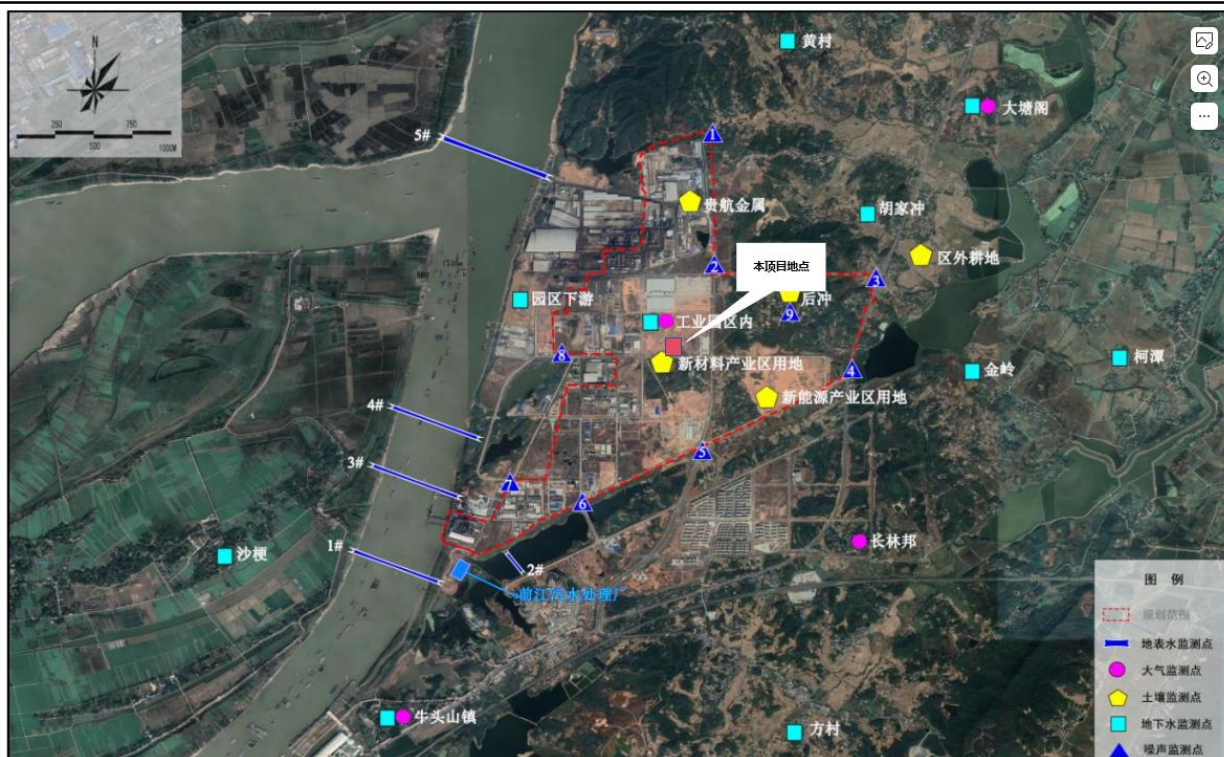 N
250
750
0
500
1000M
黄村
大塘阁
5#
1
贵航金属
胡家冲
本项目地点
2
区外耕地
3
后冲
园区下游
9
工业园区内
8
新材料产业区用地
4
金岭
柯潭
新能源产业区用地
4#
5
3#
7
6
1#
2#
沙梗
长林邦
前江污水处理厂
牛头山镇
方村
图 例
规划范围
地表水监测点
大气监测点
土壤监测点
地下水监测点
噪声监测点